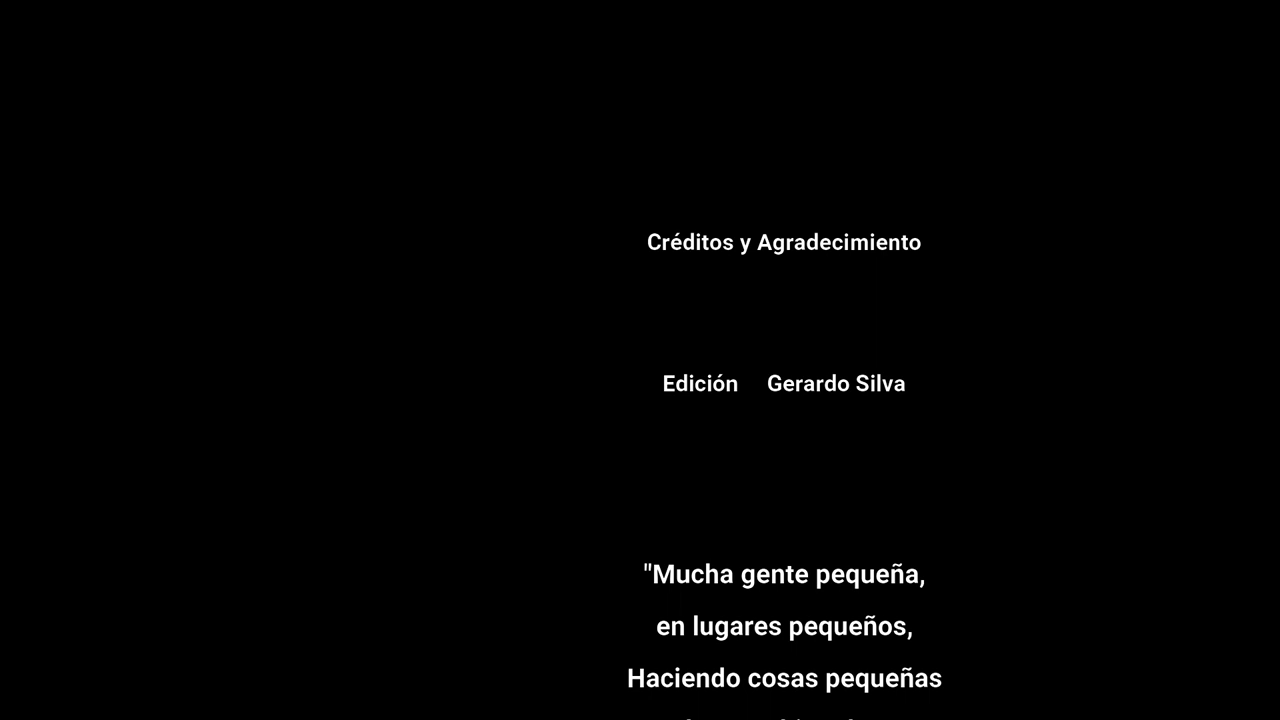 Créditos y Agradecimiento
Edición Gerardo Silva
"Mucha gente pequeña,
en lugares pequeños,
Haciendo cosas pequeñas